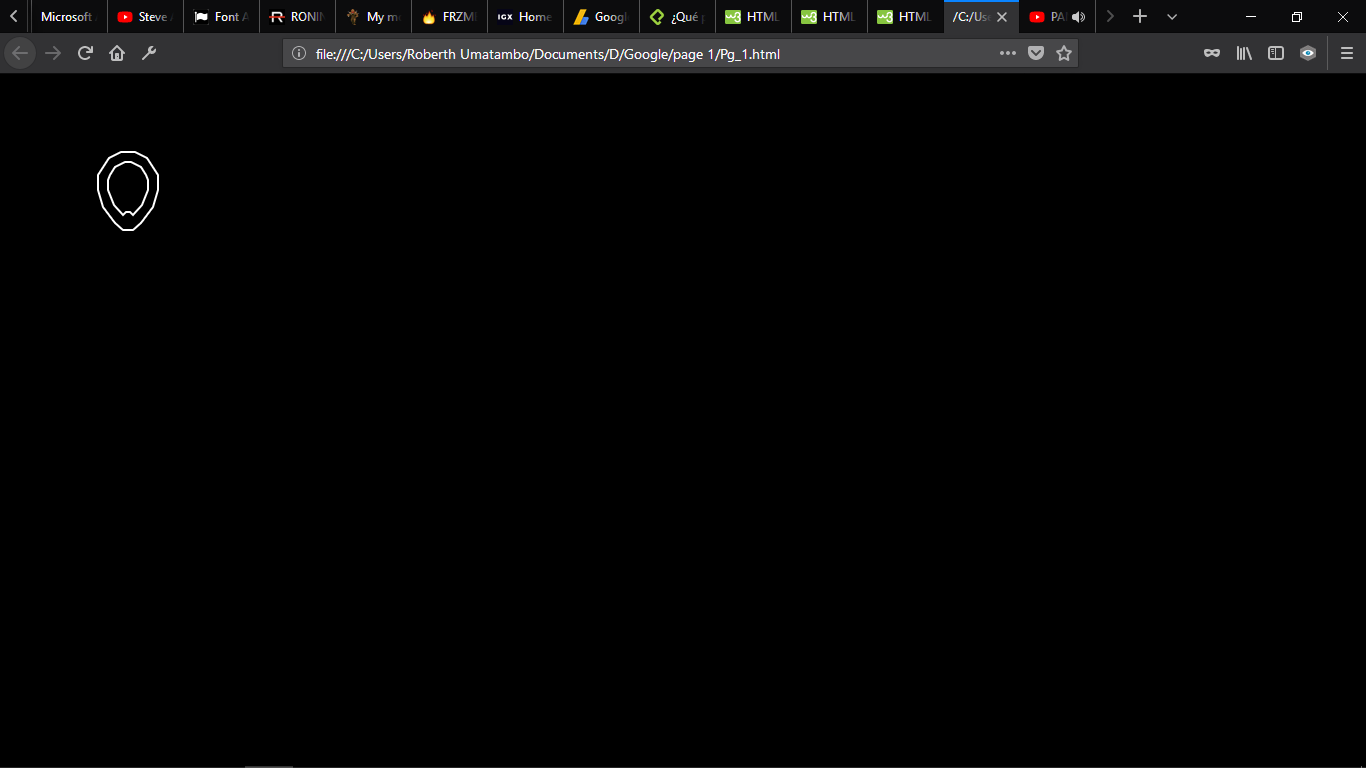 Microsoft Steve Font A RONIN My m FRZM IGX Home Googl ¿Qué HTML HTML HTML /C:/Use PA
file:///C:/Users/Roberth Umatambo/Documents/D/Google/page 1/Pg_1.html